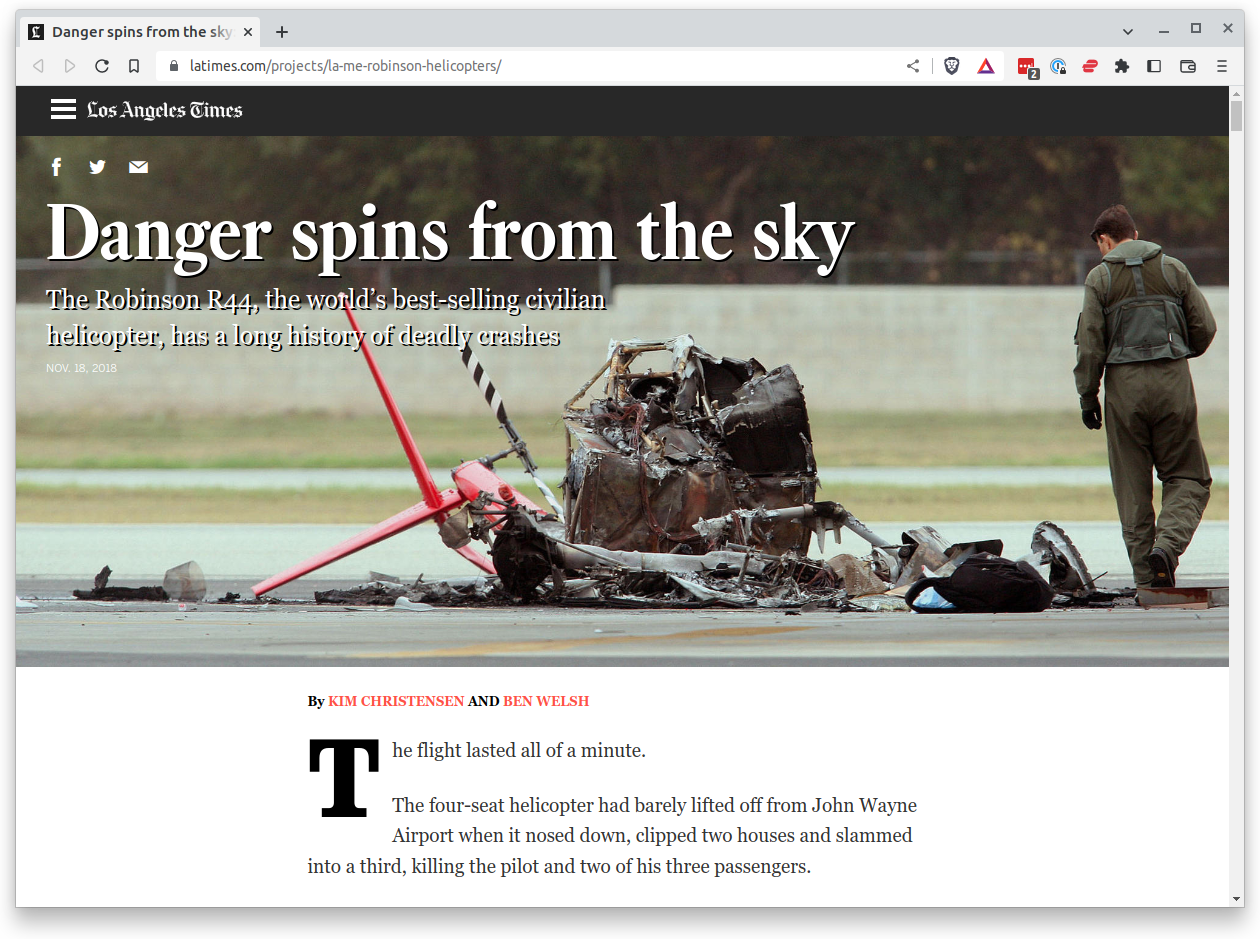 Danger spins from the sky
latimes.com/projects/la-me-robinson-helicopters/
2
Los Angeles Times
Danger spins from the sky
The Robinson R44, the world's best-selling civilian
helicopter, has a long history of deadly crashes
NOV. 18, 2018
By KIM CHRISTENSEN AND BEN WELSH
The flight lasted all of a minute.
The four-seat helicopter had barely lifted off from John Wayne
Airport when it nosed down, clipped two houses and slammed
into a third, killing the pilot and two of his three passengers.